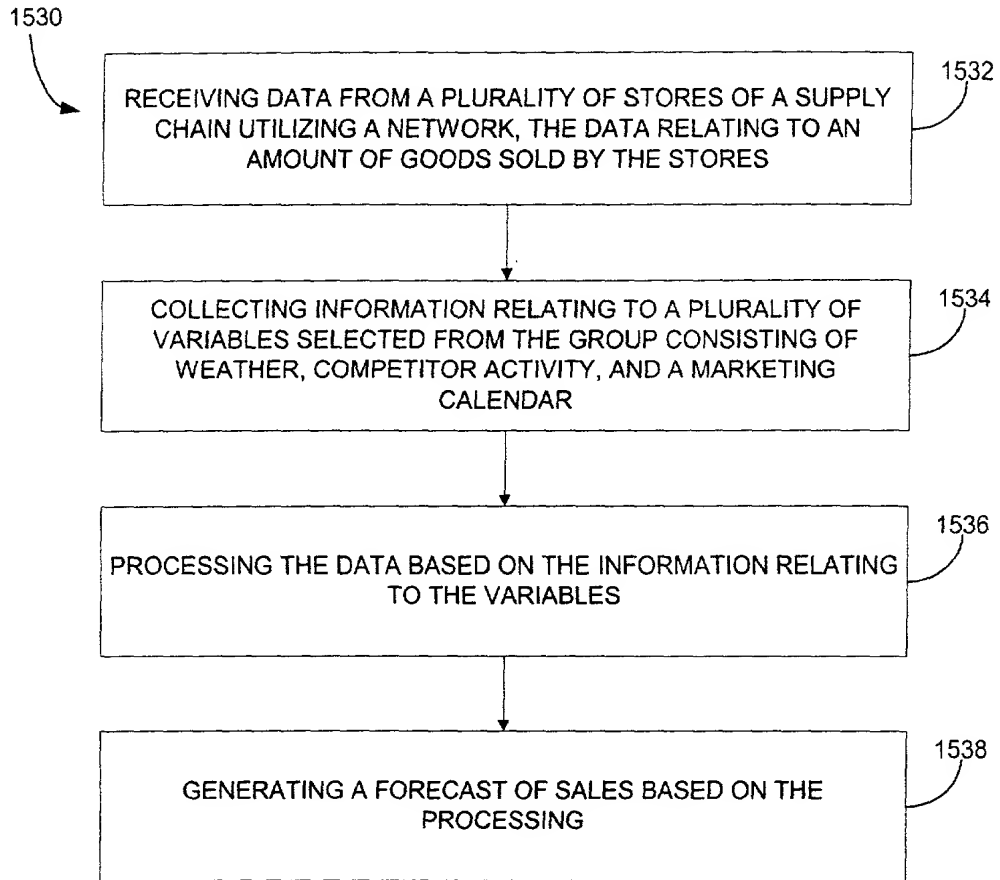 1530
RECEIVING DATA FROM A PLURALITY OF STORES OF A SUPPLY
CHAIN UTILIZING A NETWORK, THE DATA RELATING TO AN
AMOUNT OF GOODS SOLD BY THE STORES
1532
COLLECTING INFORMATION RELATING TO A PLURALITY OF
VARIABLES SELECTED FROM THE GROUP CONSISTING OF
WEATHER, COMPETITOR ACTIVITY, AND A MARKETING
CALENDAR
1534
PROCESSING THE DATA BASED ON THE INFORMATION RELATING
TO THE VARIABLES
1536
GENERATING A FORECAST OF SALES BASED ON THE
PROCESSING
1538